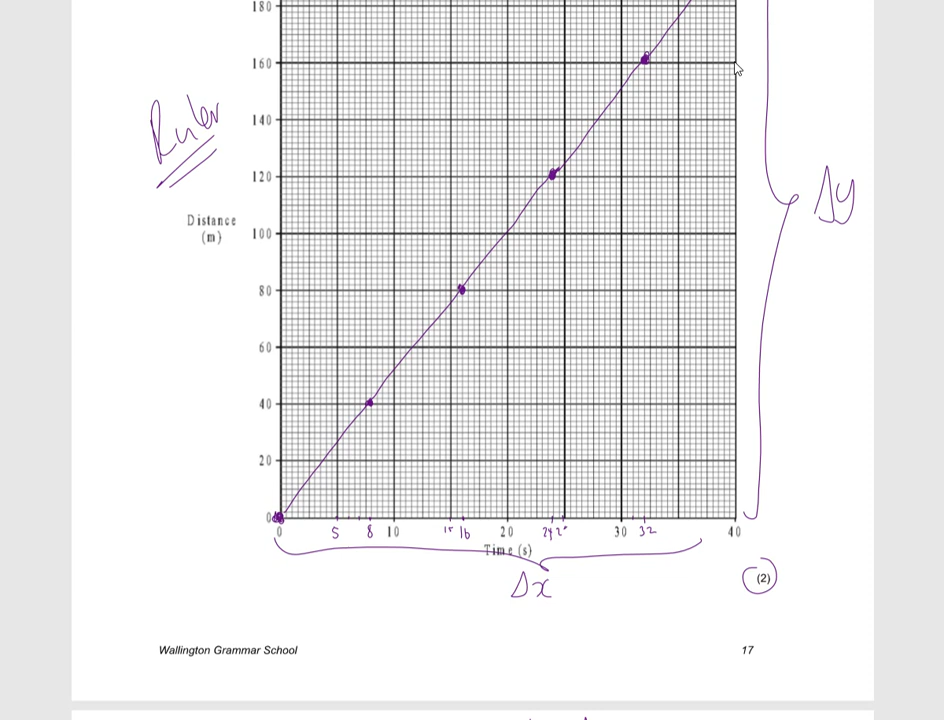 180
160
Ruler
140
120
Δy
Distance
(m)
100
80
60
40
20
0
0 5 8 10 15 16 20 24 25 30 32 40
Time (s)
Δx
(2)
Wallington Grammar School 17